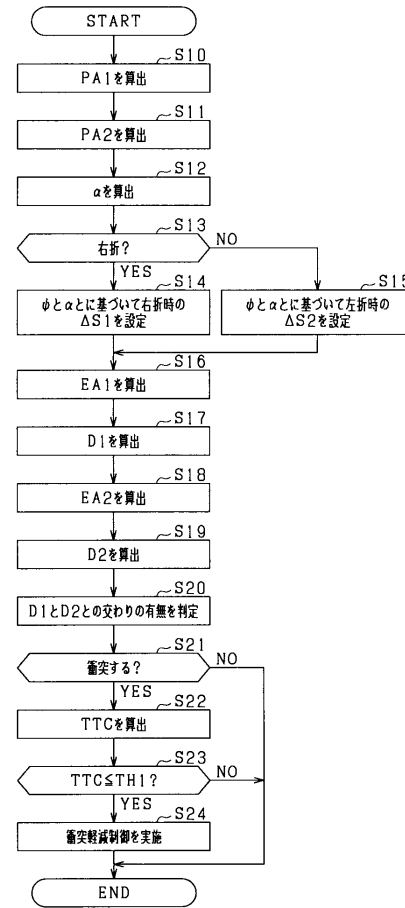 START
S10
PA1を算出
S11
PA2を算出
S12
αを算出
S13
右折?
NO
YES
S14
φとαとに基づいて右折時の
ΔS1を設定
S15
φとαとに基づいて左折時の
ΔS2を設定
S16
EA1を算出
S17
D1を算出
S18
EA2を算出
S19
D2を算出
S20
D1とD2との交わりの有無を判定
S21
衝突する?
NO
YES
S22
TTCを算出
S23
TTC≦TH1?
NO
YES
S24
衝突軽減制御を実施
END